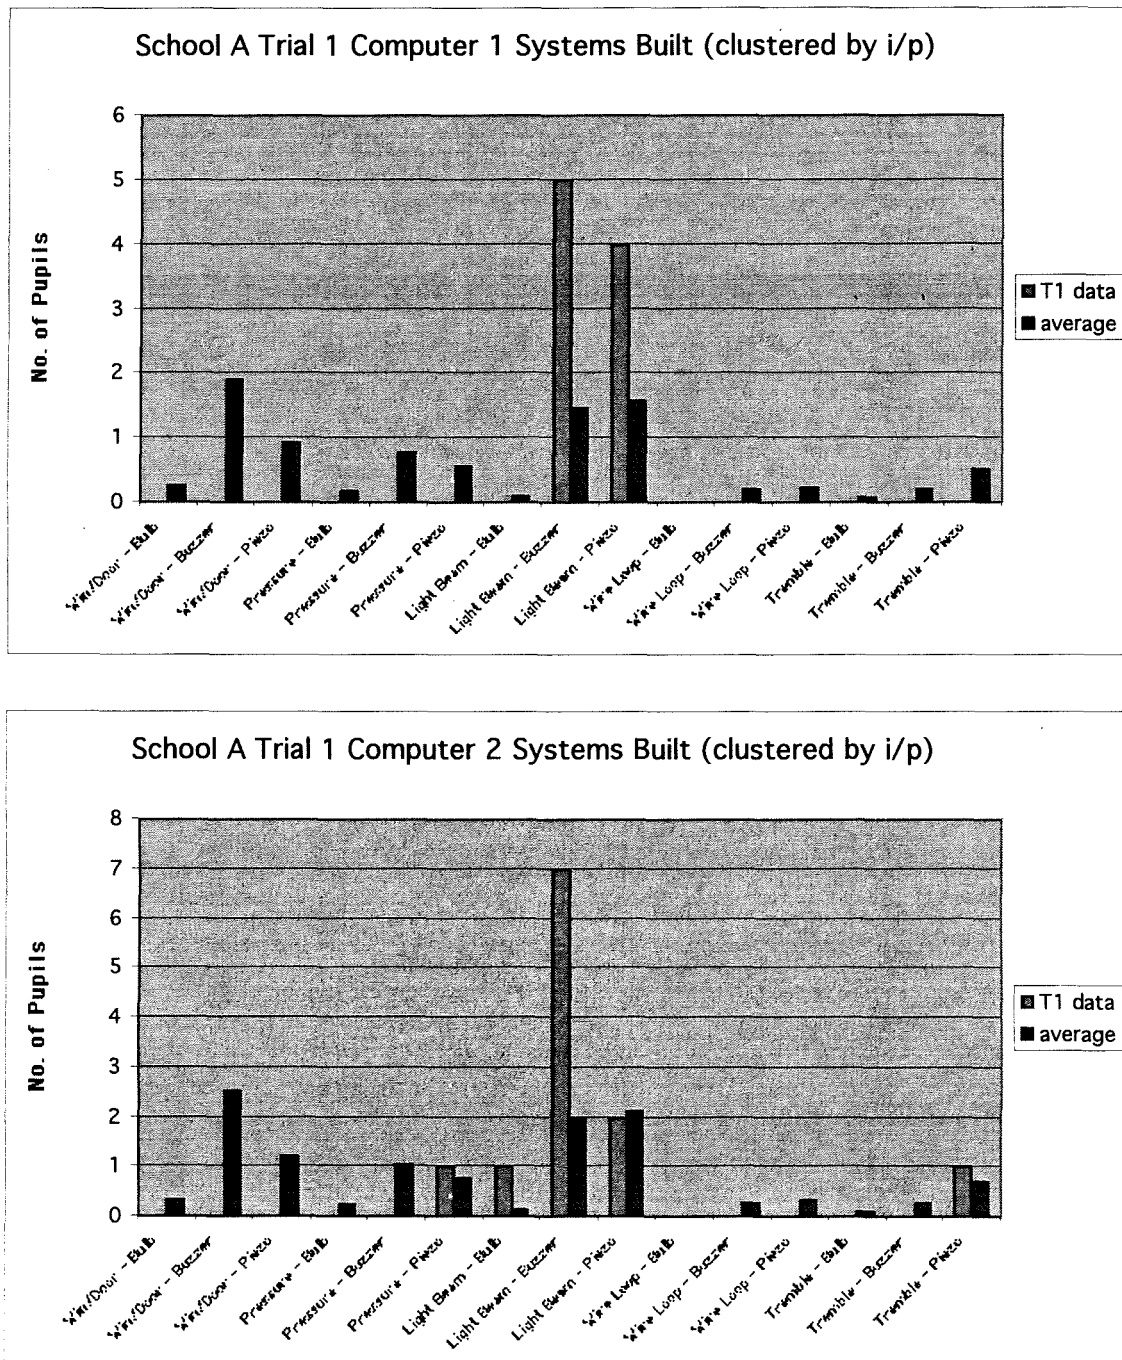 School A Trial 1 Computer 1 Systems Built (clustered by i/p)
6
5
4
3
2
1
0
No. of Pupils
T1 data
average
Win/Door - Bulb
Win/Door - Buzzer
Win/Door - Piezo
Pressure - Bulb
Pressure - Buzzer
Pressure - Piezo
Light Beam - Bulb
Light Beam - Buzzer
Light Beam - Piezo
Wire Loop - Bulb
Wire Loop - Buzzer
Wire Loop - Piezo
Tremble - Bulb
Tremble - Buzzer
Tremble - Piezo
School A Trial 1 Computer 2 Systems Built (clustered by i/p)
8
7
6
5
4
3
2
1
0
No. of Pupils
T1 data
average
Win/Door - Bulb
Win/Door - Buzzer
Win/Door - Piezo
Pressure - Bulb
Pressure - Buzzer
Pressure - Piezo
Light Beam - Bulb
Light Beam - Buzzer
Light Beam - Piezo
Wire Loop - Bulb
Wire Loop - Buzzer
Wire Loop - Piezo
Tremble - Bulb
Tremble - Buzzer
Tremble - Piezo